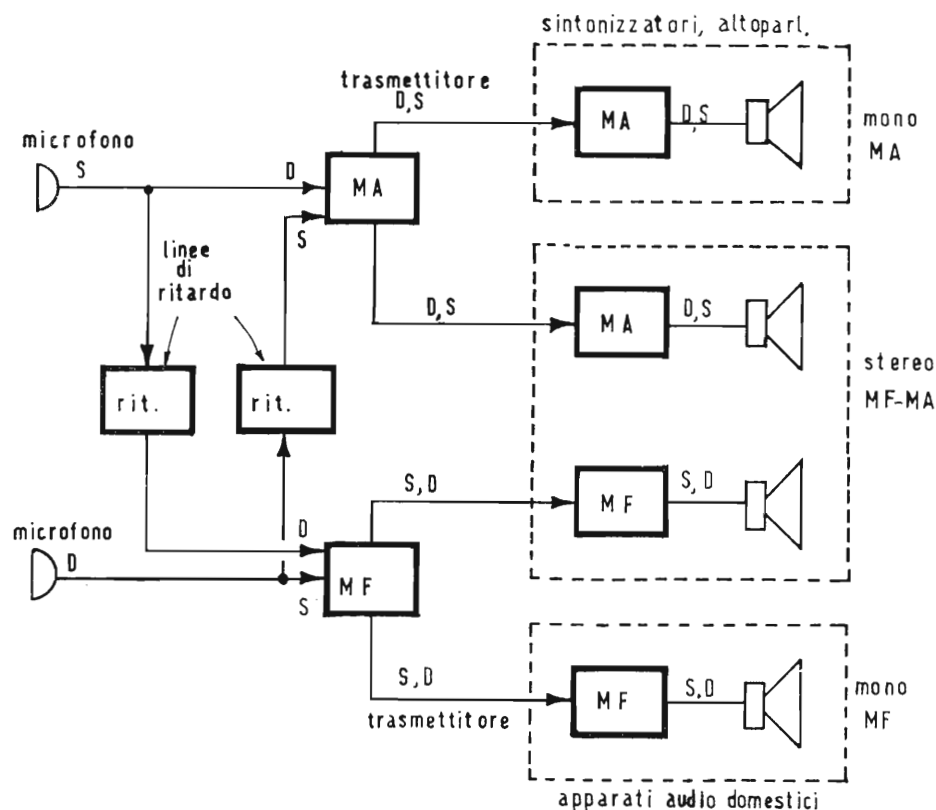 sintonizzatori, altoparl.
trasmettitore
D,S
MA
D,S
mono
MA
microfono
S
D
MA
S
linee
di
ritardo
D,S
MA
D,S
stereo
MF-MA
rit.
rit.
S,D
MF
S,D
microfono
D
D
MF
S
S,D
MF
S,D
mono
MF
trasmettitore
apparati audio domestici